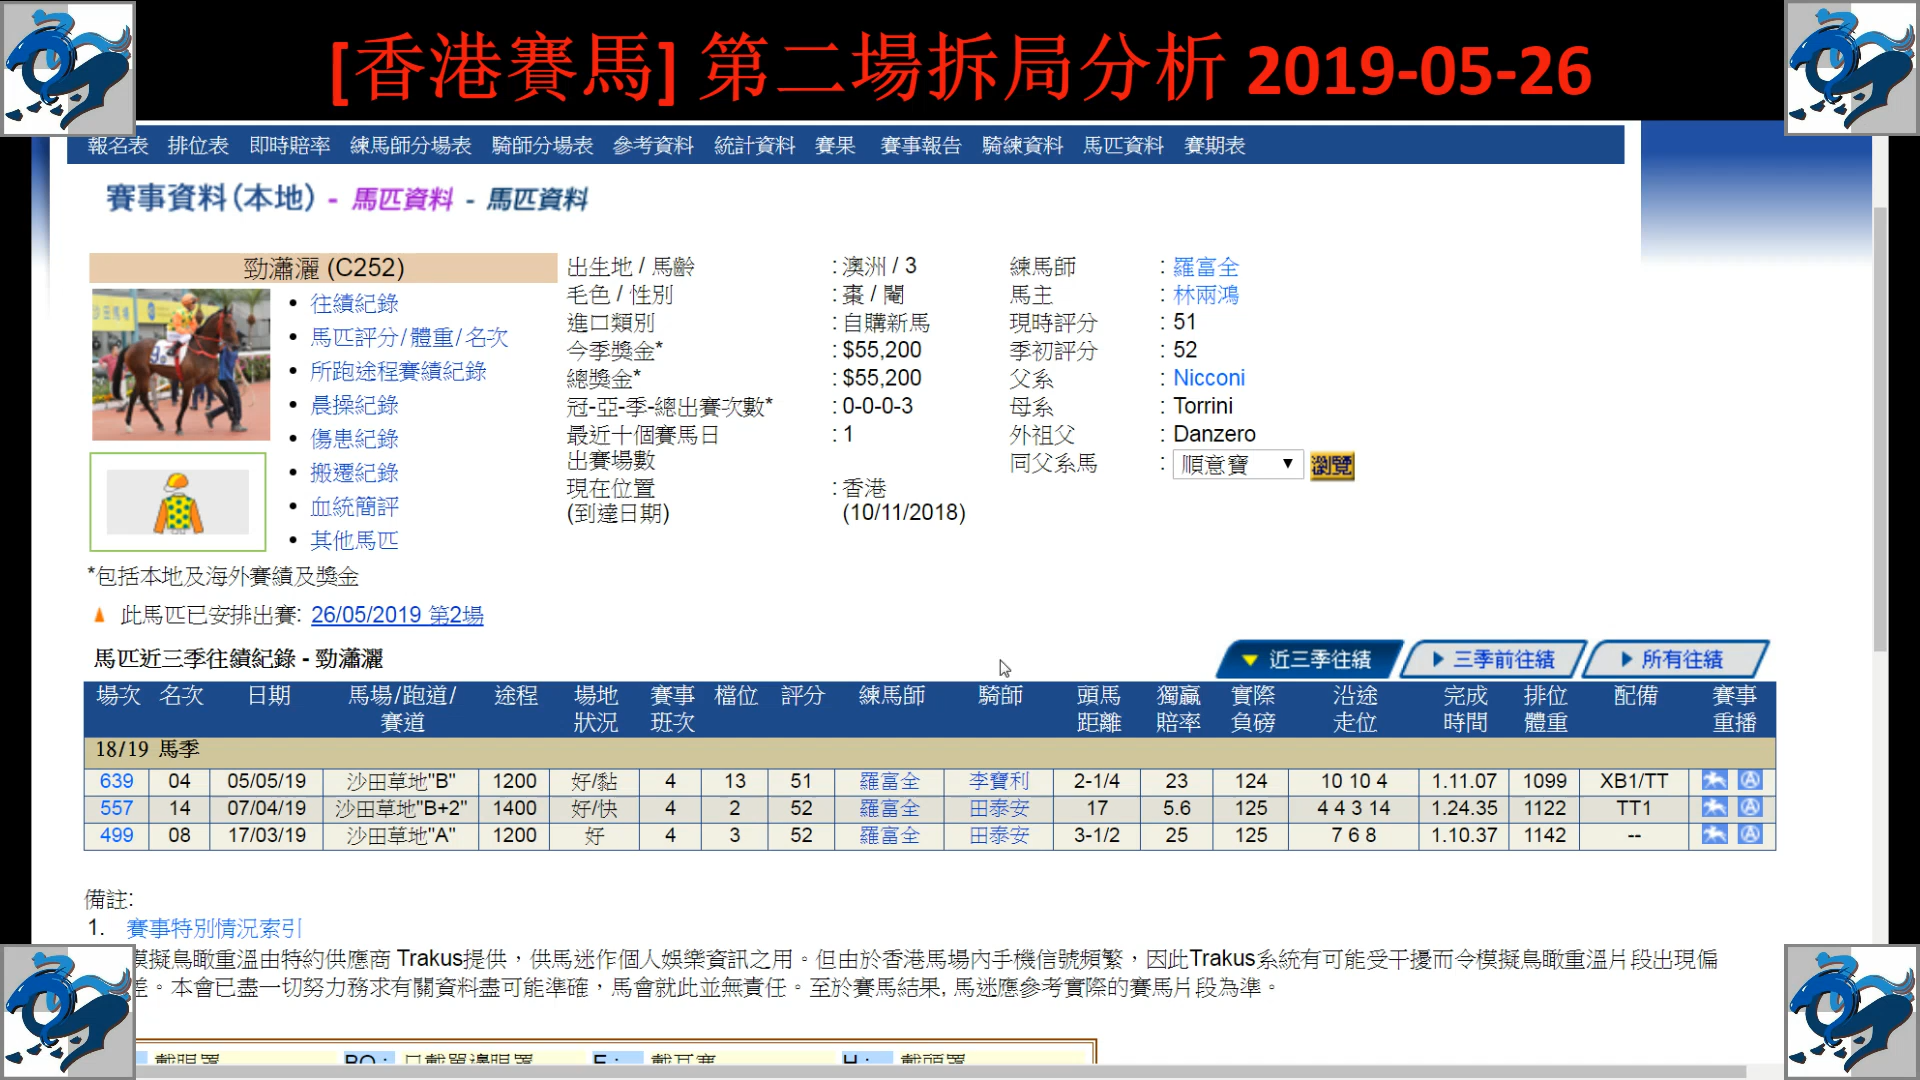 [香港賽馬] 第二場拆局分析 2019-05-26
報名表 排位表 即時賠率 練馬師分場表 騎師分場表 參考資料 統計資料 賽果 賽事報告 騎練資料 馬匹資料 賽期表
賽事資料(本地) - 馬匹資料 - 馬匹資料
勁瀟灑 (C252)
• 往績紀錄
• 馬匹評分/體重/名次
• 所跑途程賽績紀錄
• 晨操紀錄
• 傷患紀錄
• 搬遷紀錄
• 血統簡評
• 其他馬匹
出生地 / 馬齡 : 澳洲 / 3
毛色 / 性別 : 棗 / 閹
進口類別 : 自購新馬
今季獎金* : $55,200
總獎金* : $55,200
冠-亞-季-總出賽次數* : 0-0-0-3
最近十個賽馬日 : 1
出賽場數
現在位置 : 香港
(到達日期) (10/11/2018)
練馬師 : 羅富全
馬主 : 林兩鴻
現時評分 : 51
季初評分 : 52
父系 : Nicconi
母系 : Torrini
外祖父 : Danzero
同父系馬 : 順意寶 ▼ 瀏覽
*包括本地及海外賽績及獎金
此馬匹已安排出賽: 26/05/2019 第2場
馬匹近三季往績紀錄 - 勁瀟灑
近三季往績 三季前往績 所有往績
場次 名次 日期 馬場/跑道/ 途程 場地 賽事 檔位 評分 練馬師 騎師 頭馬 獨贏 實際 沿途 完成 排位 配備 賽事
賽道 狀況 班次 距離 賠率 負磅 走位 時間 體重 重播
18/19 馬季
639 04 05/05/19 沙田草地"B" 1200 好/黏 4 13 51 羅富全 李寶利 2-1/4 23 124 10 10 4 1.11.07 1099 XB1/TT
557 14 07/04/19 沙田草地"B+2" 1400 好/快 4 2 52 羅富全 田泰安 17 5.6 125 4 4 3 14 1.24.35 1122 TT1
499 08 17/03/19 沙田草地"A" 1200 好 4 3 52 羅富全 田泰安 3-1/2 25 125 7 6 8 1.10.37 1142 --
備註:
1. 賽事特別情況索引
模擬鳥瞰重溫由特約供應商 Trakus提供，供馬迷作個人娛樂資訊之用。但由於香港馬場內手機信號頻繁，因此Trakus系統有可能受干擾而令模擬鳥瞰重溫片段出現偏
差。本會已盡一切努力務求有關資料盡可能準確，馬會就此並無責任。至於賽馬結果, 馬迷應參考實際的賽馬片段為準。
戴眼罩 BO : 只戴單邊眼罩 E : 戴耳塞 H : 戴頭罩